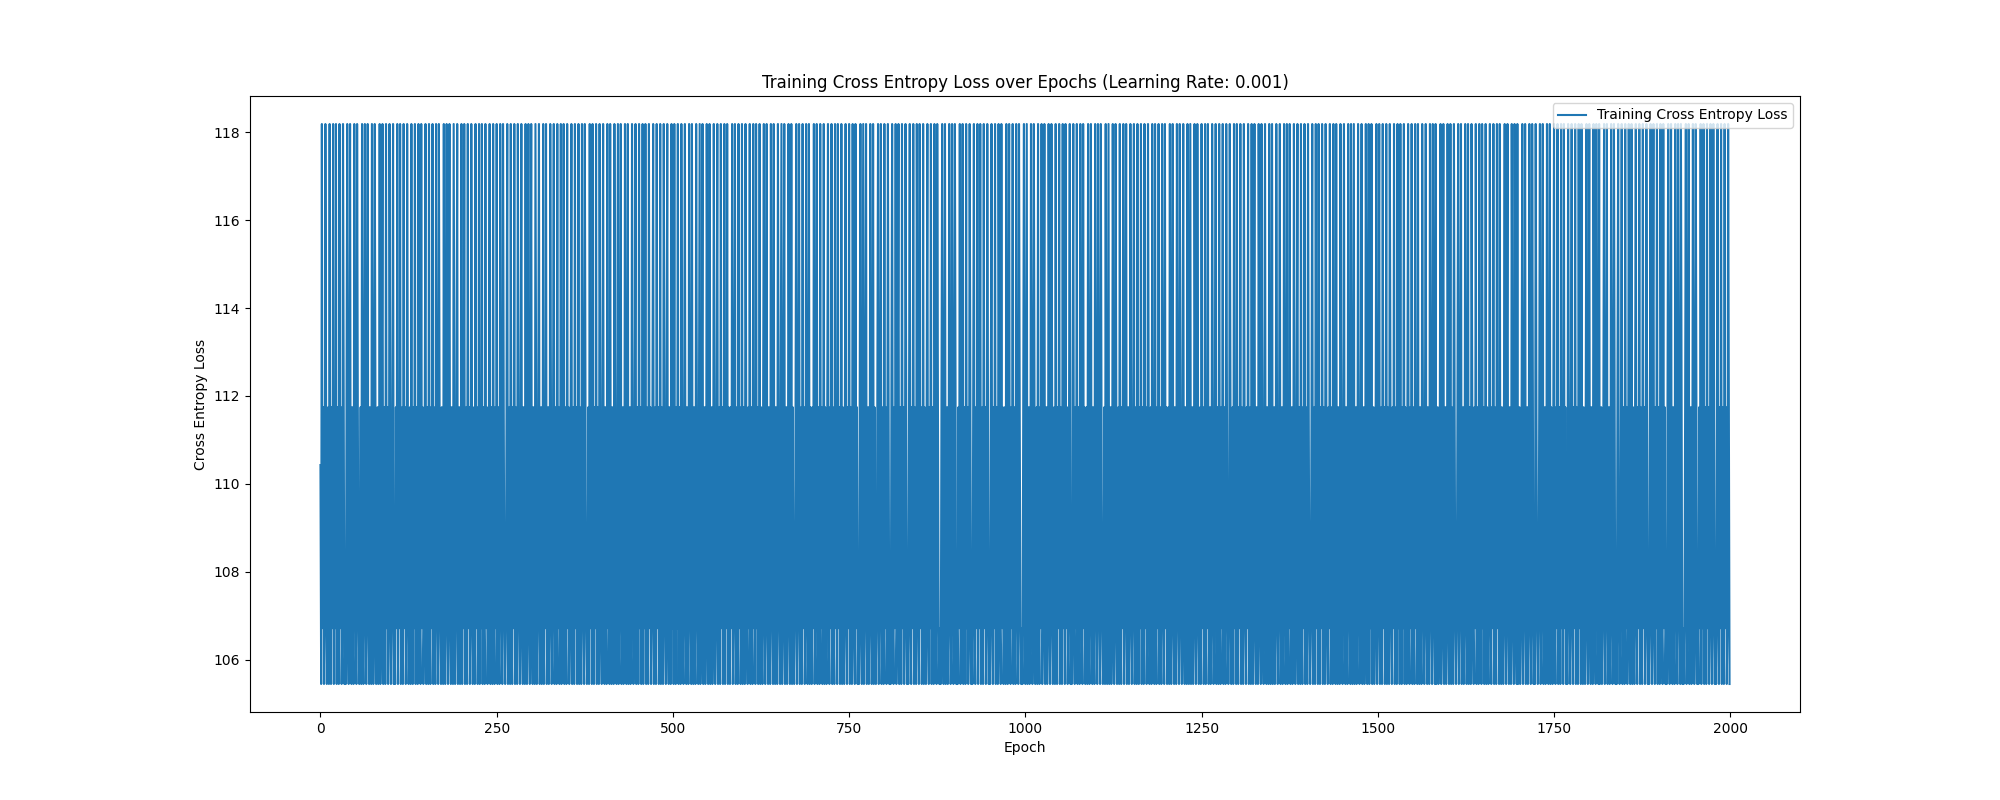 Training Cross Entropy Loss over Epochs (Learning Rate: 0.001)
Training Cross Entropy Loss
118
116
114
112
110
108
106
Cross Entropy Loss
0 250 500 750 1000 1250 1500 1750 2000
Epoch